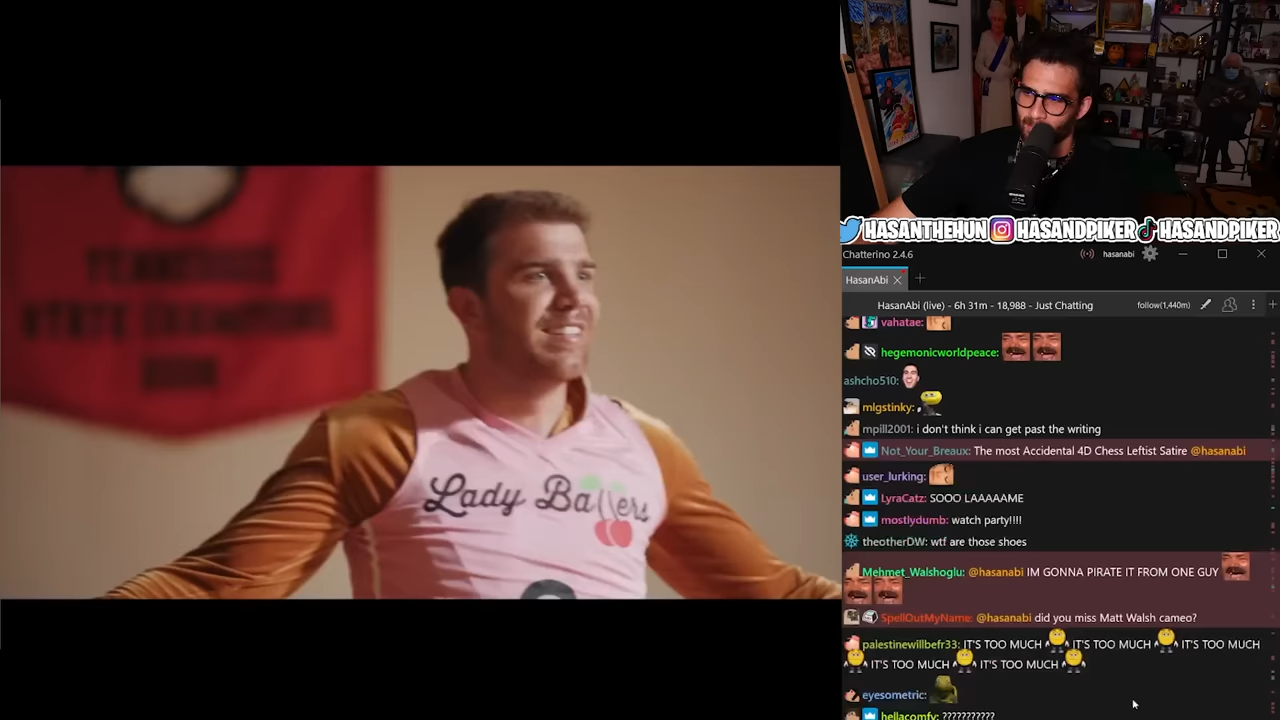 STATE
Lady Ballers
HASANTHEHUN HASANDPIKER HASANDPIKER
Chatterino 2.4.6
hasanabi
HasanAbi
HasanAbi (live) - 6h 31m - 18,988 - Just Chatting
follow(1,440m)
vahatae:
hegemonicworldpeace:
ashcho510:
mlgstinky:
mpill2001: i don't think i can get past the writing
Not_Your_Breaux: The most Accidental 4D Chess Leftist Satire @hasanabi
user_lurking:
LyraCatz: SOOO LAAAAAME
mostlydumb: watch party!!!!
theotherDW: wtf are those shoes
Mehmet_Walshoglu: @hasanabi IM GONNA PIRATE IT FROM ONE GUY
SpellOutMyName: @hasanabi did you miss Matt Walsh cameo?
palestinewillbefr33: IT'S TOO MUCH IT'S TOO MUCH IT'S TOO MUCH
IT'S TOO MUCH IT'S TOO MUCH
eyesometric:
hellacomfy: ???????????